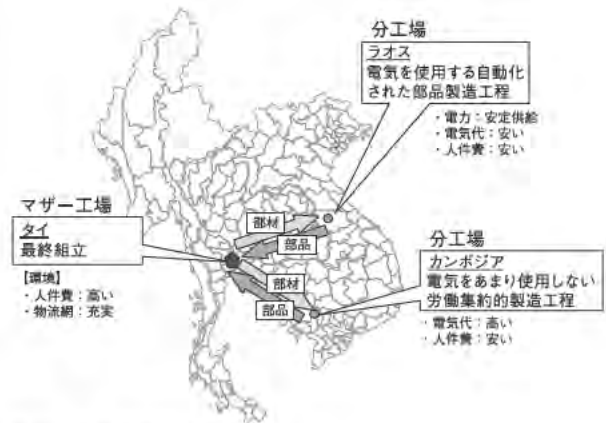 分工場
ラオス
電気を使用する自動化
された部品製造工程
・電力：安定供給
・電気代：安い
・人件費：安い
マザー工場
タイ
最終組立
【環境】
・人件費：高い
・物流網：充実
部材
部品
部材
部品
分工場
カンボジア
電気をあまり使用しない
労働集約的製造工程
・電気代：高い
・人件費：安い